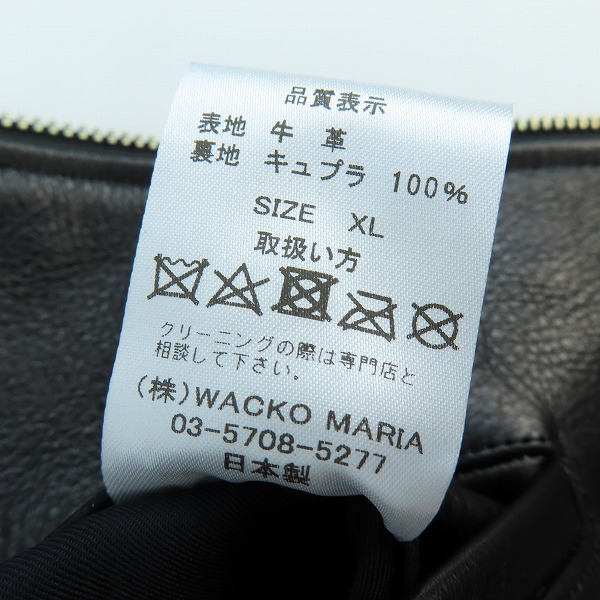 品質表示
表地 牛 革
裏地 キュプラ 100%
SIZE XL
取扱い方
クリーニングの際は専門店と
相談して下さい。
(株)WACKO MARIA
03-5708-5277
日本製